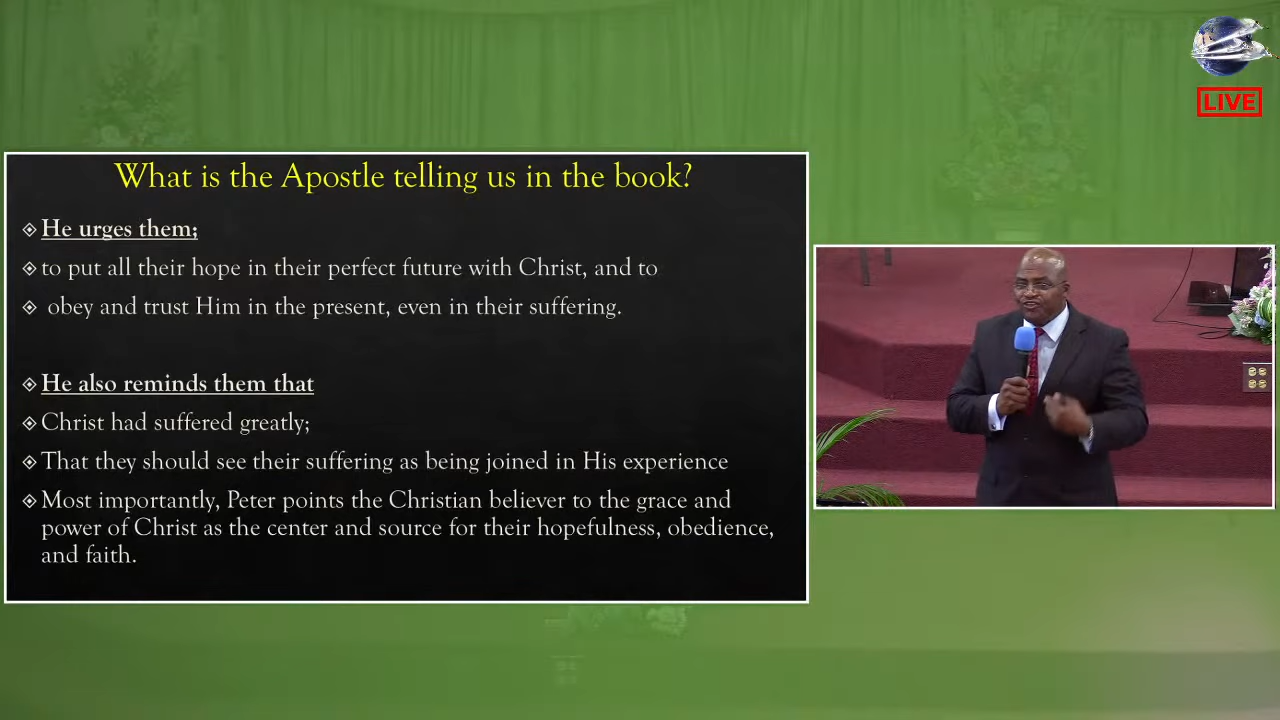 LIVE
What is the Apostle telling us in the book?
He urges them;
to put all their hope in their perfect future with Christ, and to
obey and trust Him in the present, even in their suffering.
He also reminds them that
Christ had suffered greatly;
That they should see their suffering as being joined in His experience
Most importantly, Peter points the Christian believer to the grace and
power of Christ as the center and source for their hopefulness, obedience,
and faith.